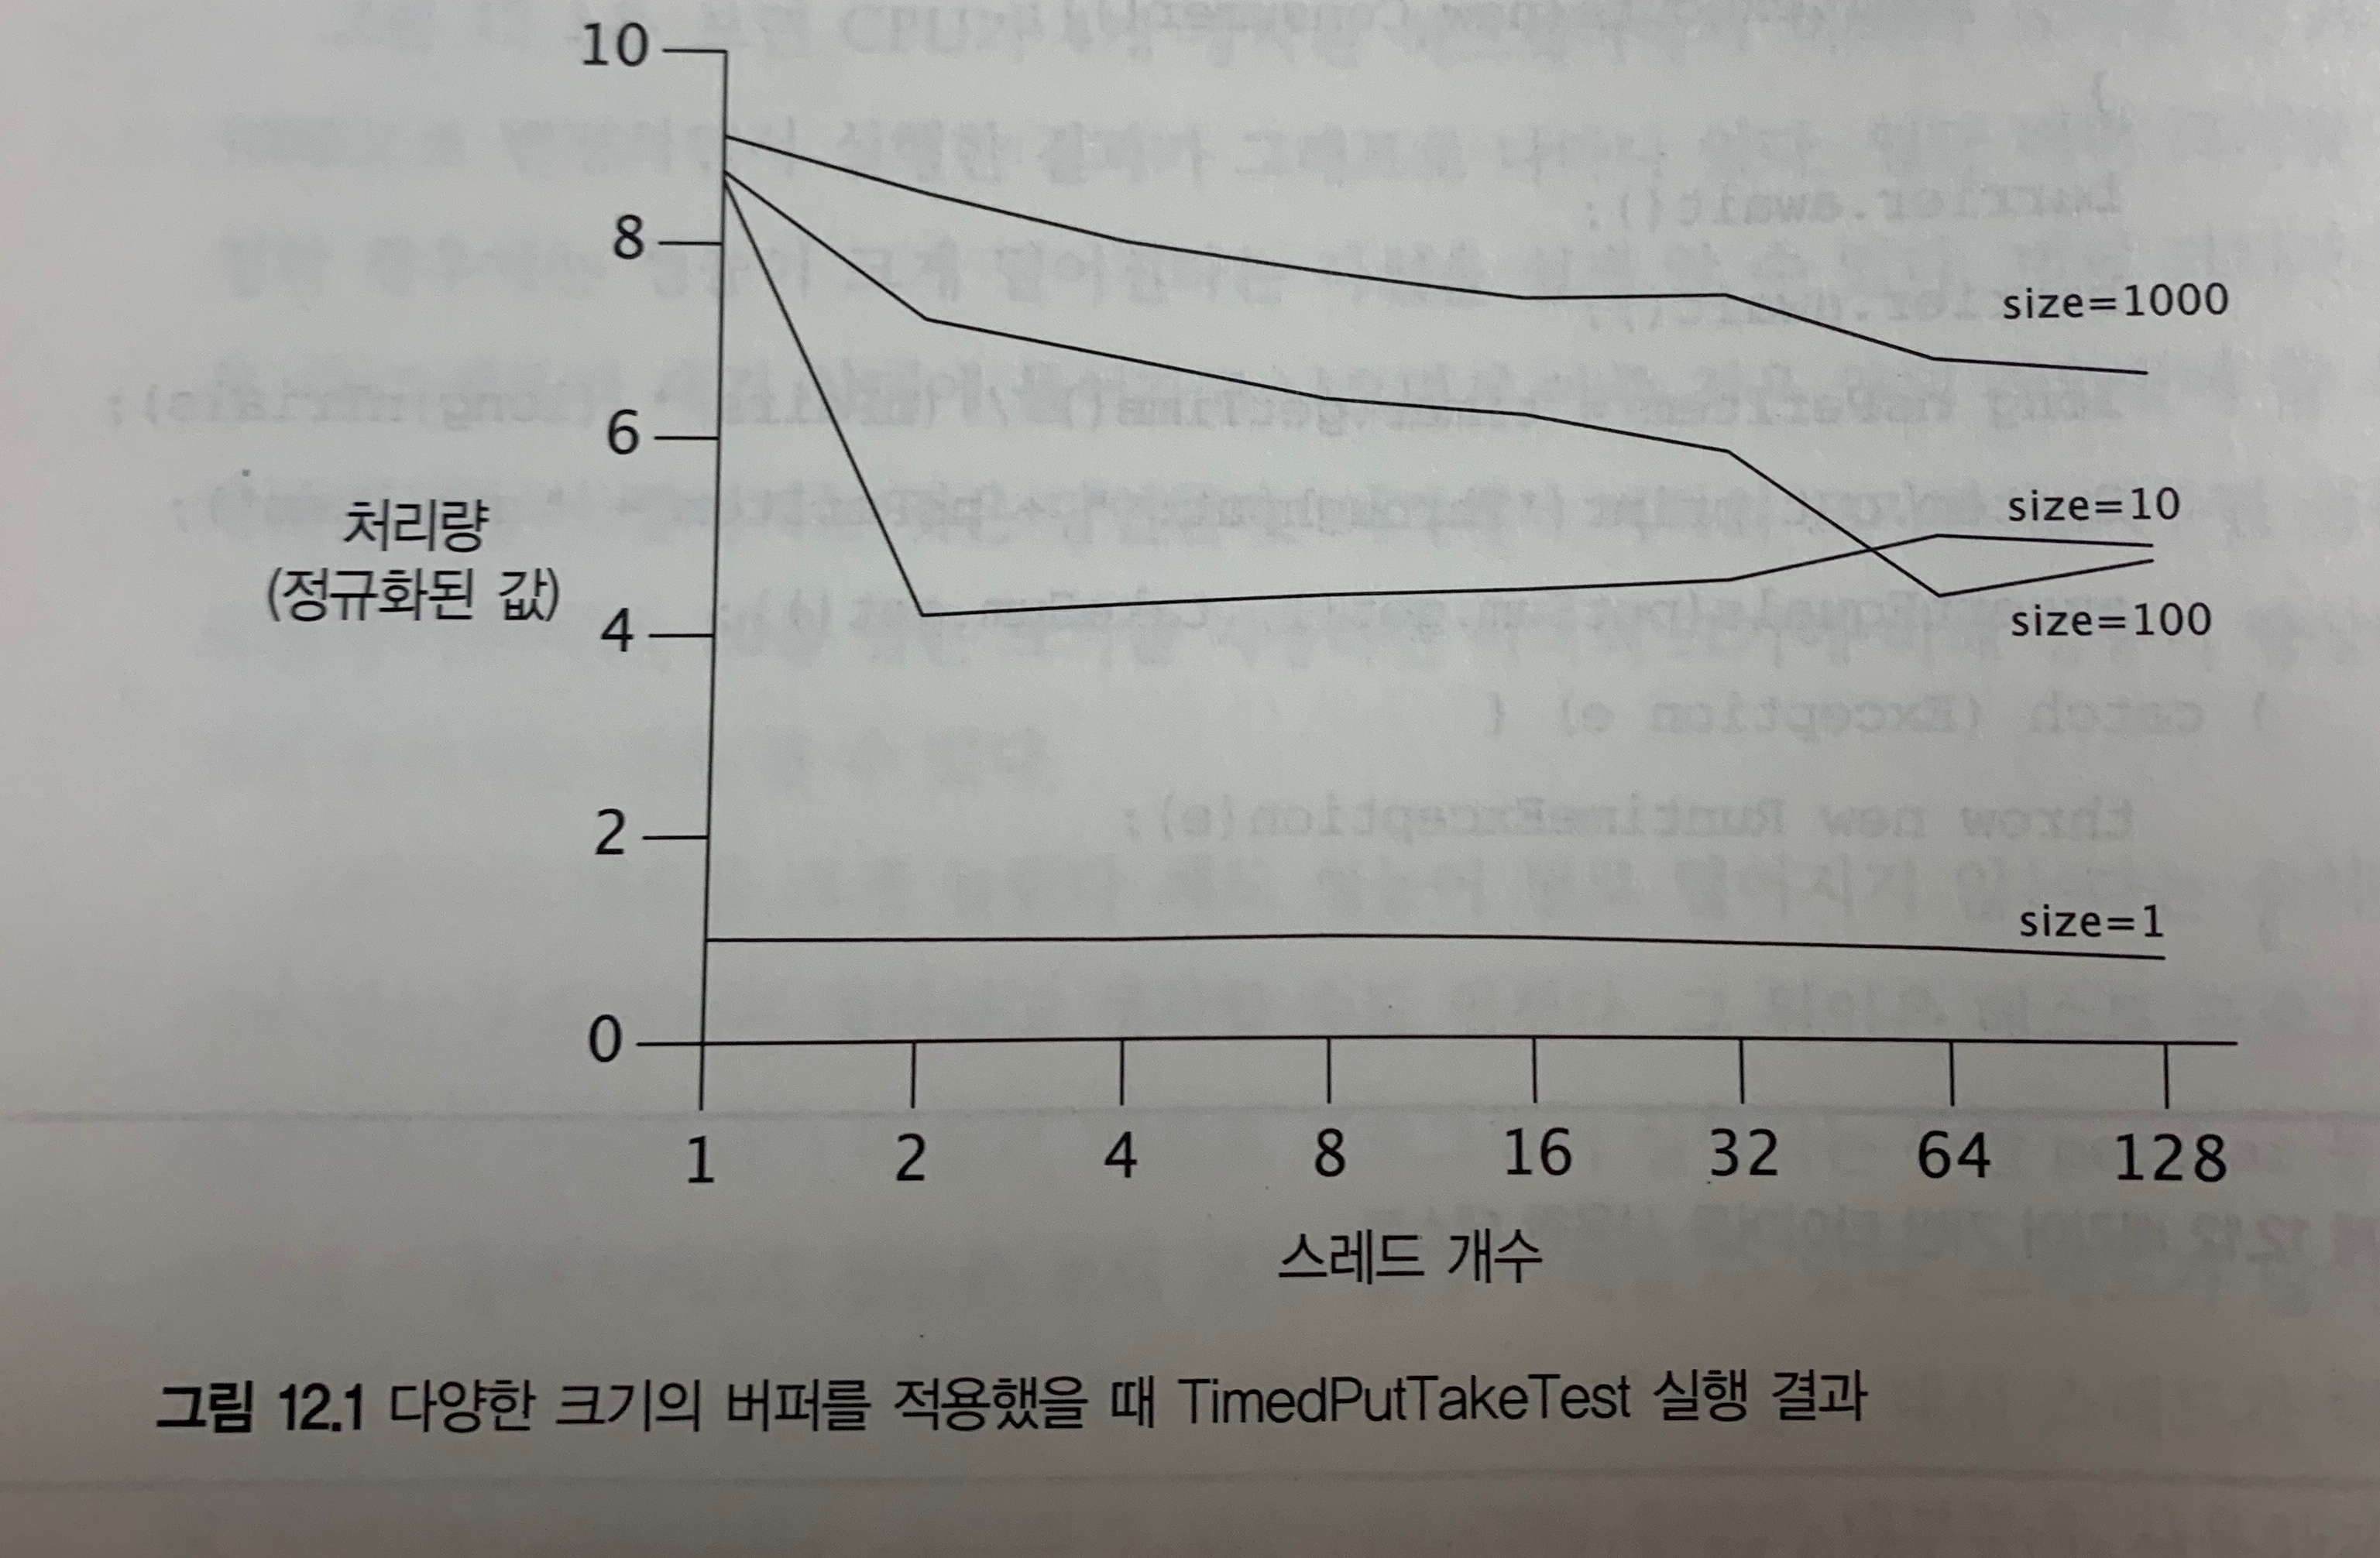 10
8
6
4
2
0
처리량
(정규화된 값)
size=1000
size=10
size=100
size=1
1 2 4 8 16 32 64 128
스레드 개수
그림 12.1 다양한 크기의 버퍼를 적용했을 때 TimedPutTakeTest 실행 결과